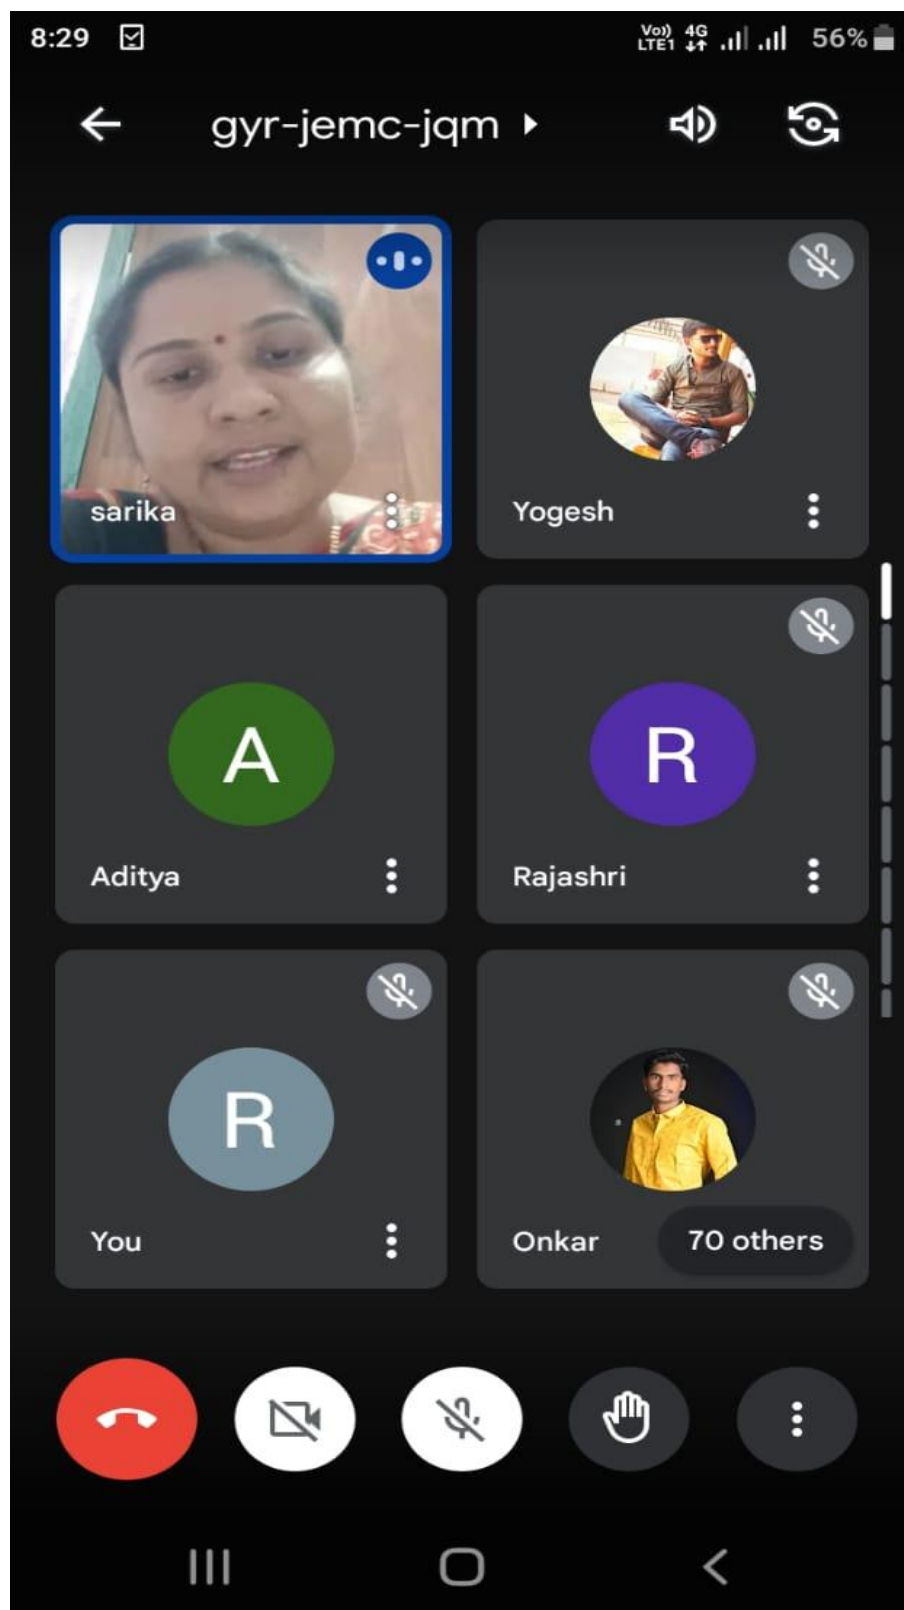 8:29 Vo)) LTE1 4G 56%
gyr-jemc-jqm
sarika
Yogesh
A
R
Aditya
Rajashri
R
You
Onkar 70 others